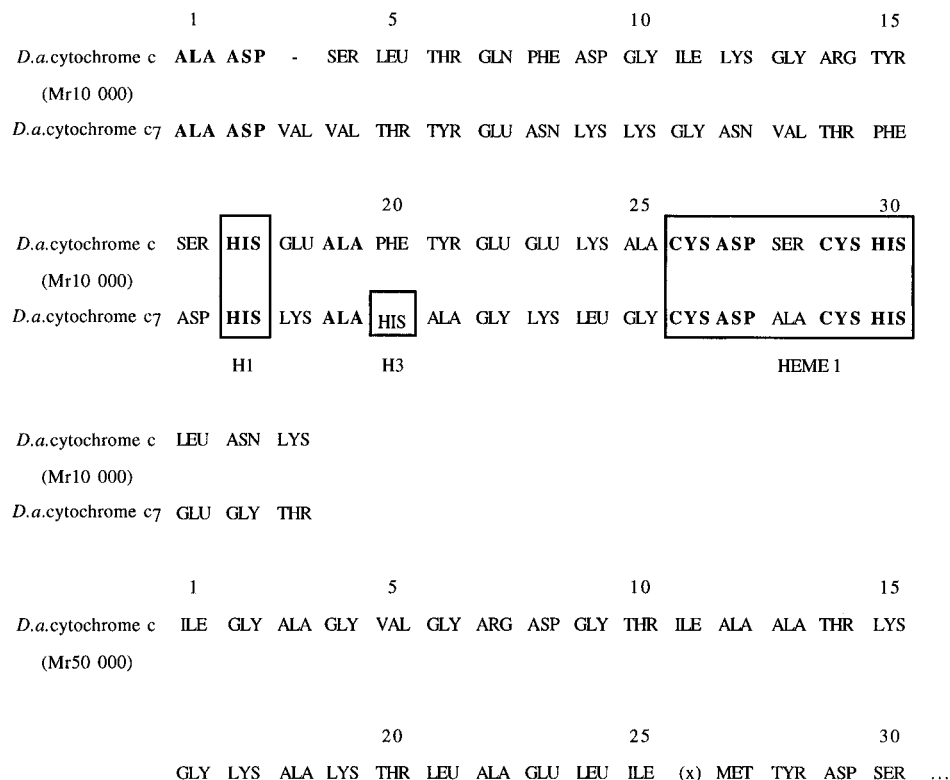 1 5 10 15
D.a.cytochrome c ALA ASP - SER LEU THR GLN PHE ASP GLY ILE LYS GLY ARG TYR
(Mr10 000)
D.a.cytochrome c7 ALA ASP VAL VAL THR TYR GLU ASN LYS LYS GLY ASN VAL THR PHE
20 25 30
D.a.cytochrome c SER HIS GLU ALA PHE TYR GLU GLU LYS ALA CYS ASP SER CYS HIS
(Mr10 000)
D.a.cytochrome c7 ASP HIS LYS ALA HIS ALA GLY LYS LEU GLY CYS ASP ALA CYS HIS
H1 H3 HEME 1
D.a.cytochrome c LEU ASN LYS
(Mr10 000)
D.a.cytochrome c7 GLU GLY THR
1 5 10 15
D.a.cytochrome c ILE GLY ALA GLY VAL GLY ARG ASP GLY THR ILE ALA ALA THR LYS
(Mr50 000)
20 25 30
GLY LYS ALA LYS THR LEU ALA GLU LEU ILE (x) MET TYR ASP SER ...